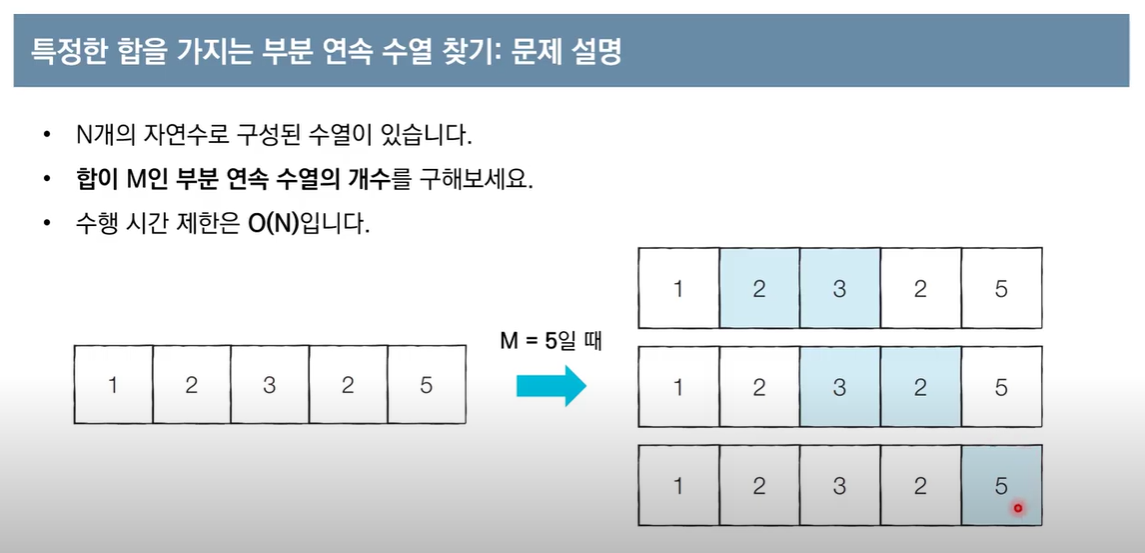 특정한 합을 가지는 부분 연속 수열 찾기: 문제 설명
• N개의 자연수로 구성된 수열이 있습니다.
• 합이 M인 부분 연속 수열의 개수를 구해보세요.
• 수행 시간 제한은 O(N)입니다.
1 2 3 2 5
M = 5일 때
1 2 3 2 5
1 2 3 2 5
1 2 3 2 5